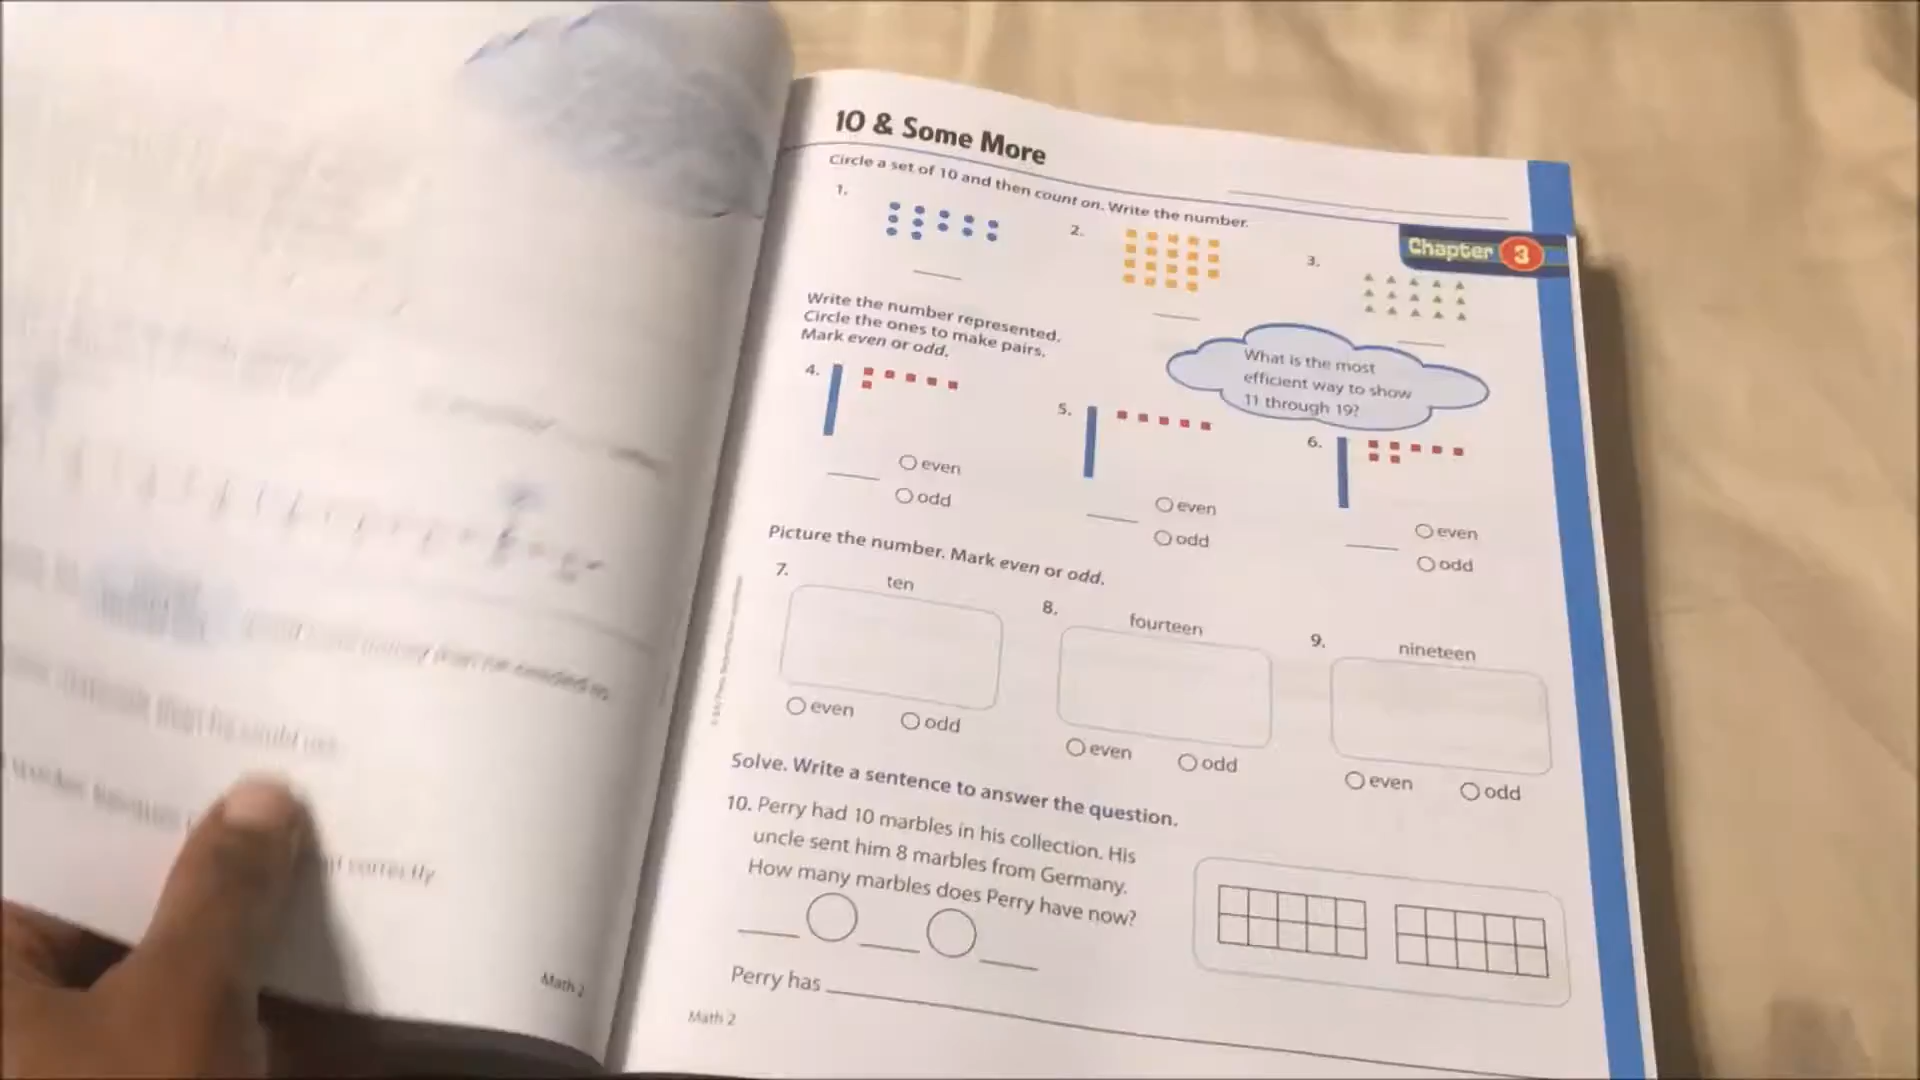 10 & Some More
Circle a set of 10 and then count on. Write the number.
Chapter 3
1.
2.
3.
Write the number represented.
Circle the ones to make pairs.
Mark even or odd.
What is the most
efficient way to show
11 through 19?
4.
5.
6.
even
odd
even
odd
even
odd
Picture the number. Mark even or odd.
7. ten
8. fourteen
9. nineteen
even odd
even odd
even odd
Solve. Write a sentence to answer the question.
10. Perry had 10 marbles in his collection. His
uncle sent him 8 marbles from Germany.
How many marbles does Perry have now?
Perry has
Math 2
Math 2
correctly